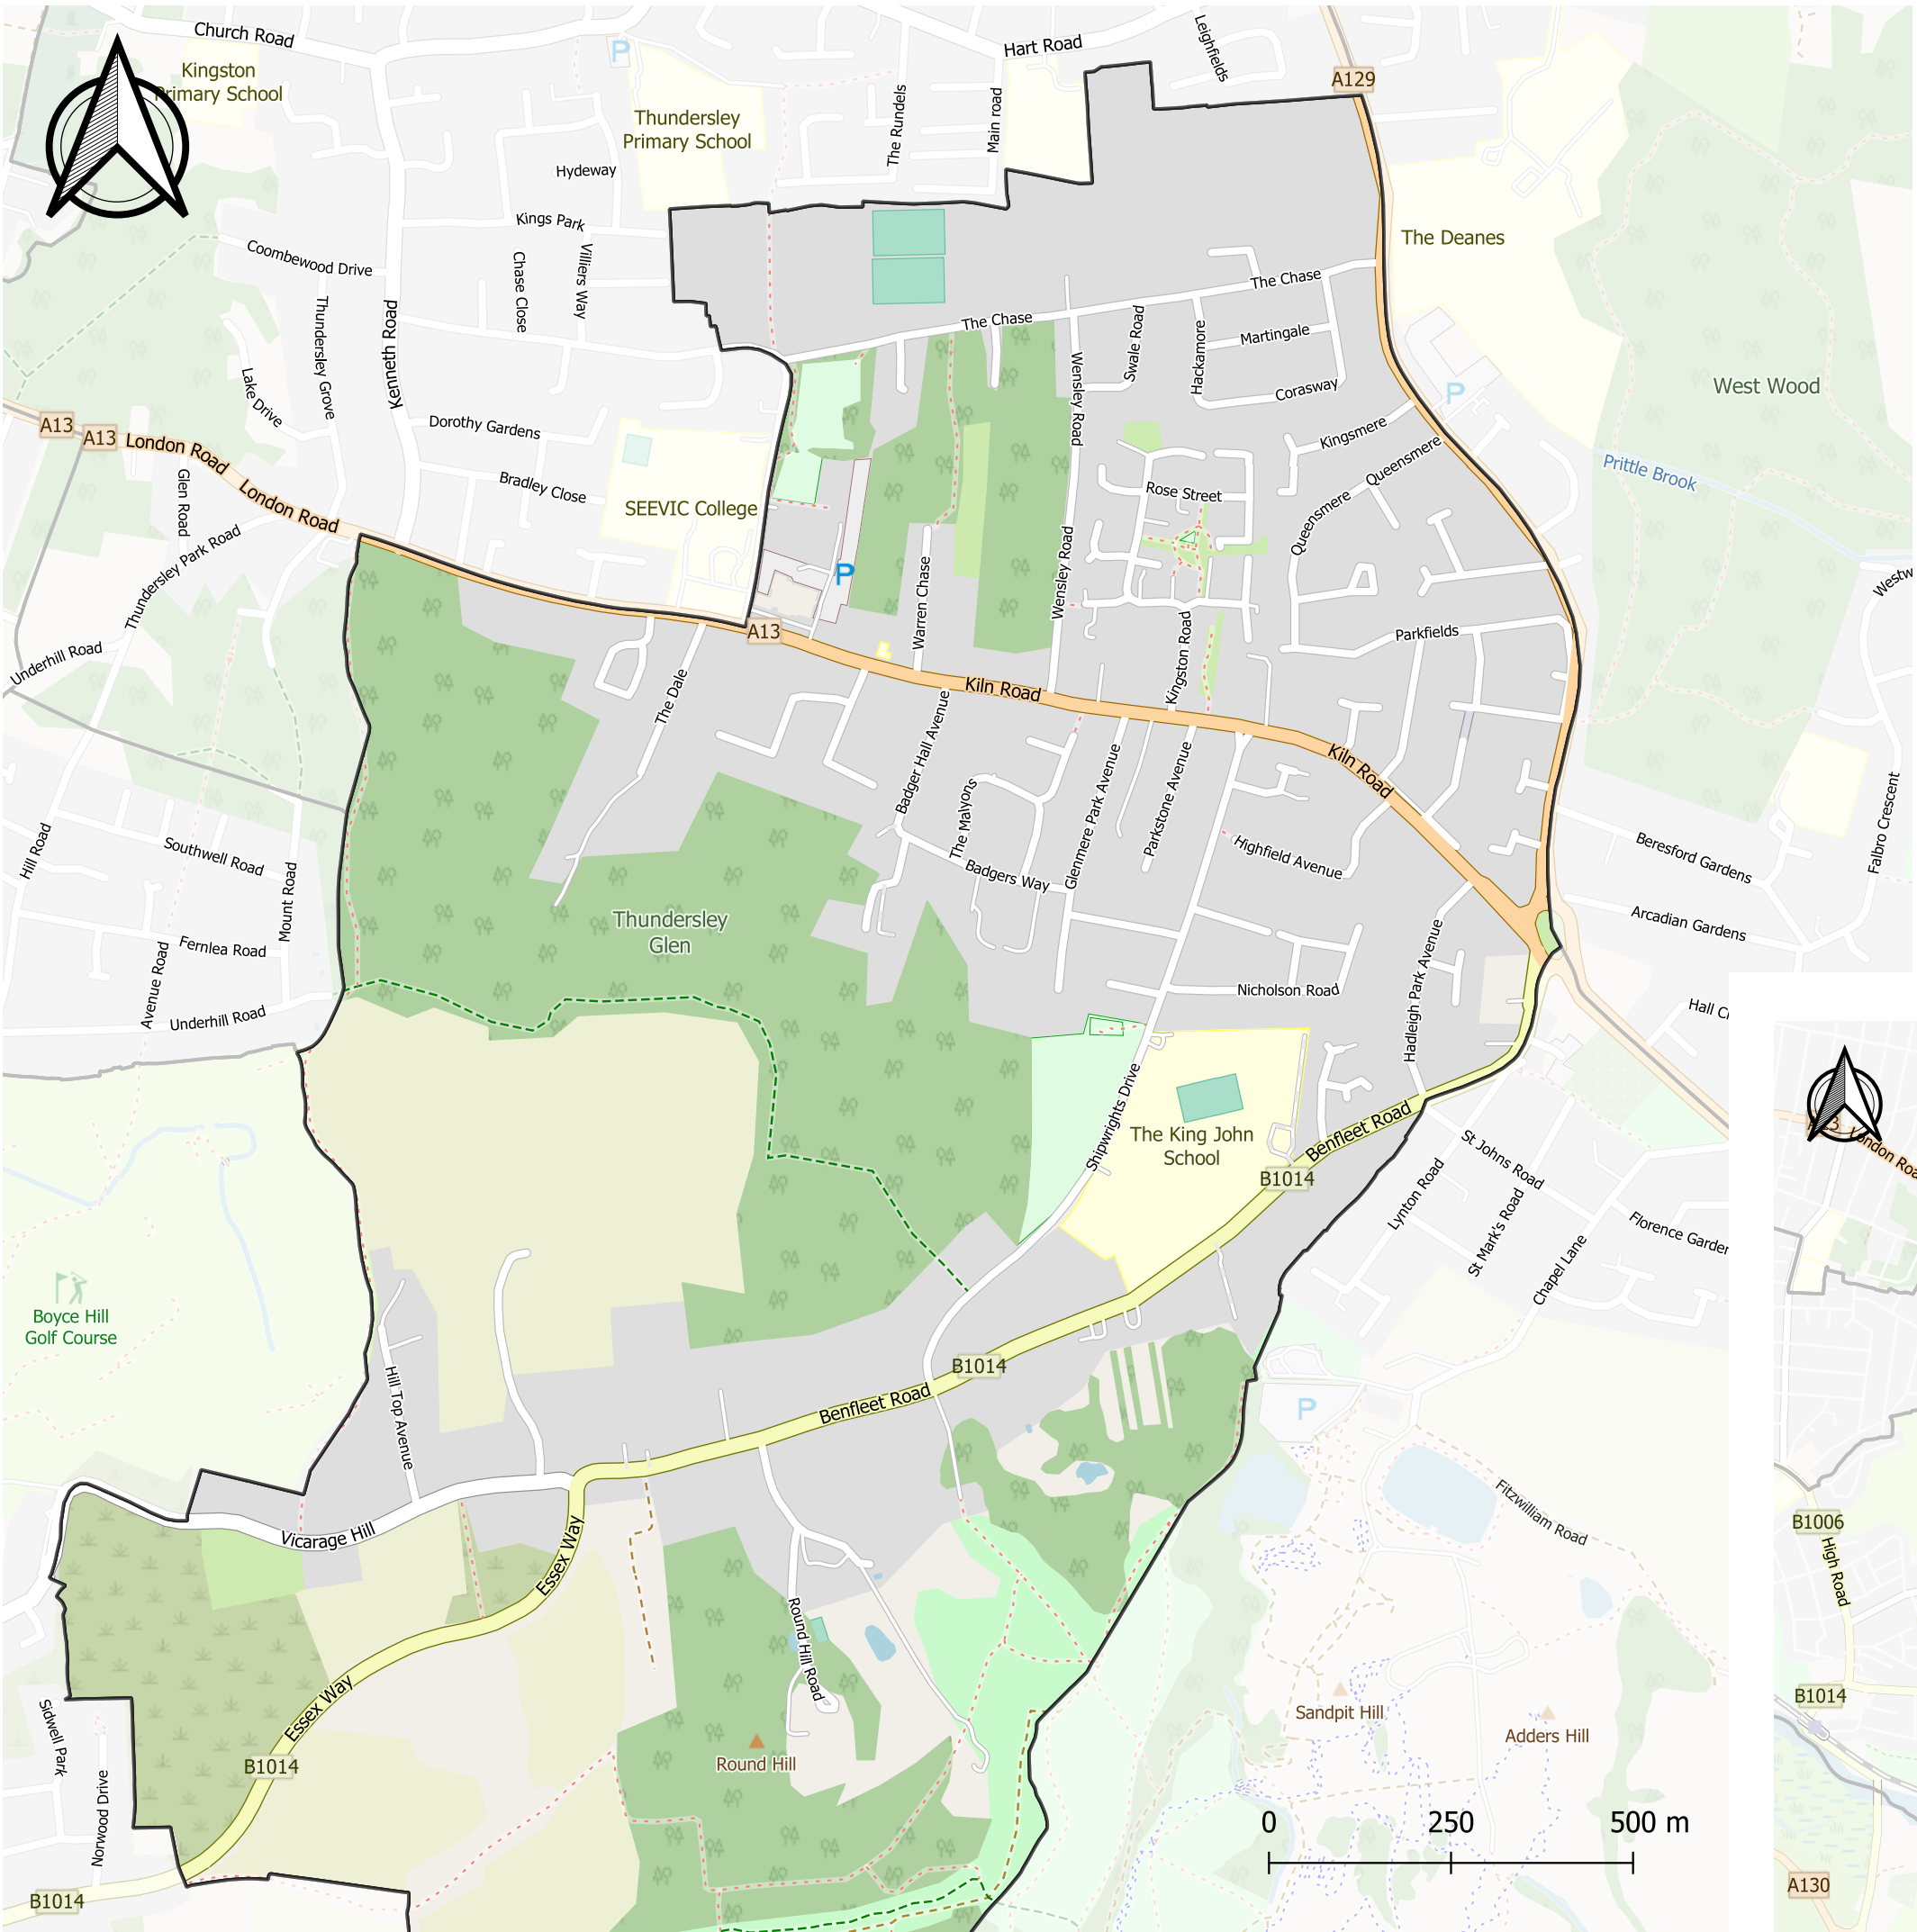 Church Road
Hart Road
Leighfields
Kingston
Primary School
A129
Thundersley
Primary School
The Rundels
Main road
Hydeway
Kings Park
Villiers Way
Chase Close
Coombewood Drive
The Deanes
The Chase
The Chase
Thundersley Grove
Kenneth Road
Swale Road
Hackamore
Martingale
Wensley Road
Corasway
West Wood
Lake Drive
P
P
A13
A13
London Road
Dorothy Gardens
Kingsmere
Queensmere
Prittle Brook
Glen Road
London Road
Bradley Close
SEEVIC College
Rose Street
Queensmere
Thundersley Park Road
P
Warren Chase
Wensley Road
Westw
Underhill Road
A13
Parkfields
Kingston Road
The Dale
Kiln Road
Badger Hall Avenue
Kiln Road
Glenmere Park Avenue
Parkstone Avenue
The Malyons
Hill Road
Southwell Road
Mount Road
Highfield Avenue
Beresford Gardens
Falbro Crescent
Badgers Way
Thundersley
Glen
Arcadian Gardens
Fernlea Road
Avenue Road
Hadleigh Park Avenue
Nicholson Road
Underhill Road
Hall Cr
Shipwrights Drive
The King John
School
Benfleet Road
B1014
St Johns Road
Lynton Road
St Mark's Road
Florence Garden
Chapel Lane
A13
London Roa
Boyce Hill
Golf Course
Hill Top Avenue
B1014
Benfleet Road
P
Fitzwilliam Road
Vicarage Hill
Essex Way
B1006
High Road
Round Hill Road
Essex Way
B1014
Sidwell Park
Norwood Drive
Round Hill
Sandpit Hill
Adders Hill
B1014
0 250 500 m
A130
B1014